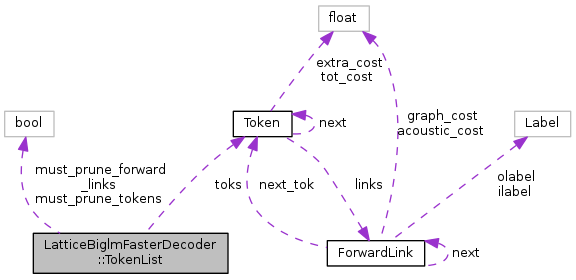 float
extra_cost
tot_cost
bool
Token
next
graph_cost
acoustic_cost
Label
must_prune_forward
_links
must_prune_tokens
toks
next_tok
links
olabel
ilabel
LatticeBiglmFasterDecoder
::TokenList
ForwardLink
next